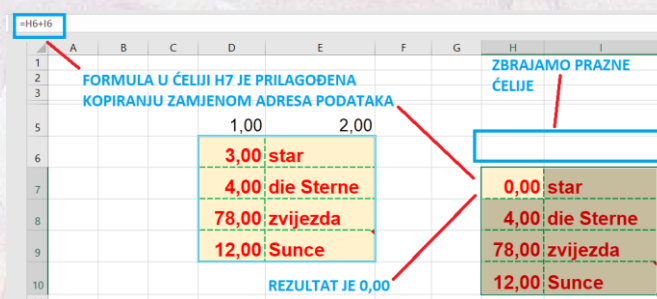 =H6+I6
A B C D E F G H I
1
2
3
5
6
7
8
9
10
FORMULA U ĆELIJI H7 JE PRILAGOĐENA
KOPIRANJU ZAMJENOM ADRESA PODATAKA
ZBRAJAMO PRAZNE
ĆELIJE
1,00 2,00
3,00 star
4,00 die Sterne
78,00 zvijezda
12,00 Sunce
0,00 star
4,00 die Sterne
78,00 zvijezda
12,00 Sunce
REZULTAT JE 0,00